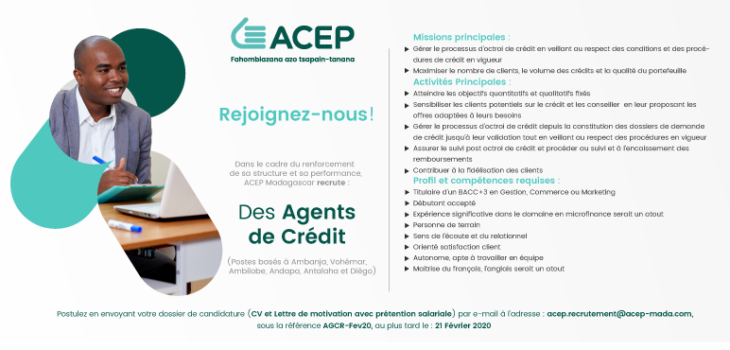 ACEP
Fahombiazana azo tsapain-tanana
Rejoignez-nous!
Dans le cadre du renforcement
de sa structure et sa performance,
ACEP Madagascar recrute :
Des Agents
de Crédit
(Postes basés à Ambanja, Vohémar,
Ambilobe, Andapa, Antalaha et Diégo)
Missions principales :
Gérer le processus d'octroi de crédit en veillant au respect des conditions et des procé-
dures de crédit en vigueur
Maximiser le nombre de clients, le volume des crédits et la qualité du portefeuille
Activités Principales :
Atteindre les objectifs quantitatifs et qualitatifs fixés
Sensibiliser les clients potentiels sur le crédit et les conseiller en leur proposant les
offres adaptées à leurs besoins
Gérer le processus d'octroi de crédit depuis la constitution des dossiers de demande
de crédit jusqu'à leur validation tout en veillant au respect des procédures en vigueur
Assurer le suivi post octroi de crédit et procéder au suivi et à l'encaissement des
remboursements
Contribuer à la fidélisation des clients
Profil et compétences requises :
Titulaire d'un BACC+3 en Gestion, Commerce ou Marketing
Débutant accepté
Expérience significative dans le domaine en microfinance serait un atout
Personne de terrain
Sens de l'écoute et du relationnel
Orienté satisfaction client
Autonome, apte à travailler en équipe
Maitrise du français, l'anglais serait un atout
Postulez en envoyant votre dossier de candidature (CV et Lettre de motivation avec prétention salariale) par e-mail à l'adresse : acep.recrutement@acep-mada.com,
sous la référence AGCR-Fev20, au plus tard le : 21 Février 2020